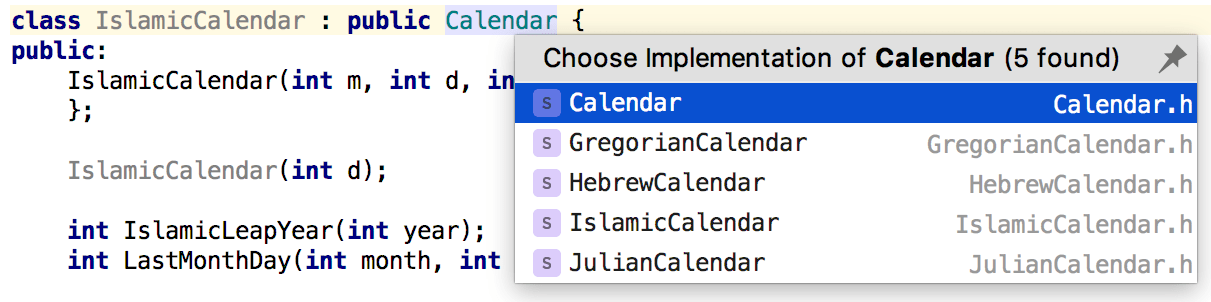 class IslamicCalendar : public Calendar {
public:
IslamicCalendar(int m, int d, in
};
IslamicCalendar(int d);
int IslamicLeapYear(int year);
int LastMonthDay(int month, int
Choose Implementation of Calendar (5 found)
S Calendar Calendar.h
S GregorianCalendar GregorianCalendar.h
S HebrewCalendar HebrewCalendar.h
S IslamicCalendar IslamicCalendar.h
S JulianCalendar JulianCalendar.h